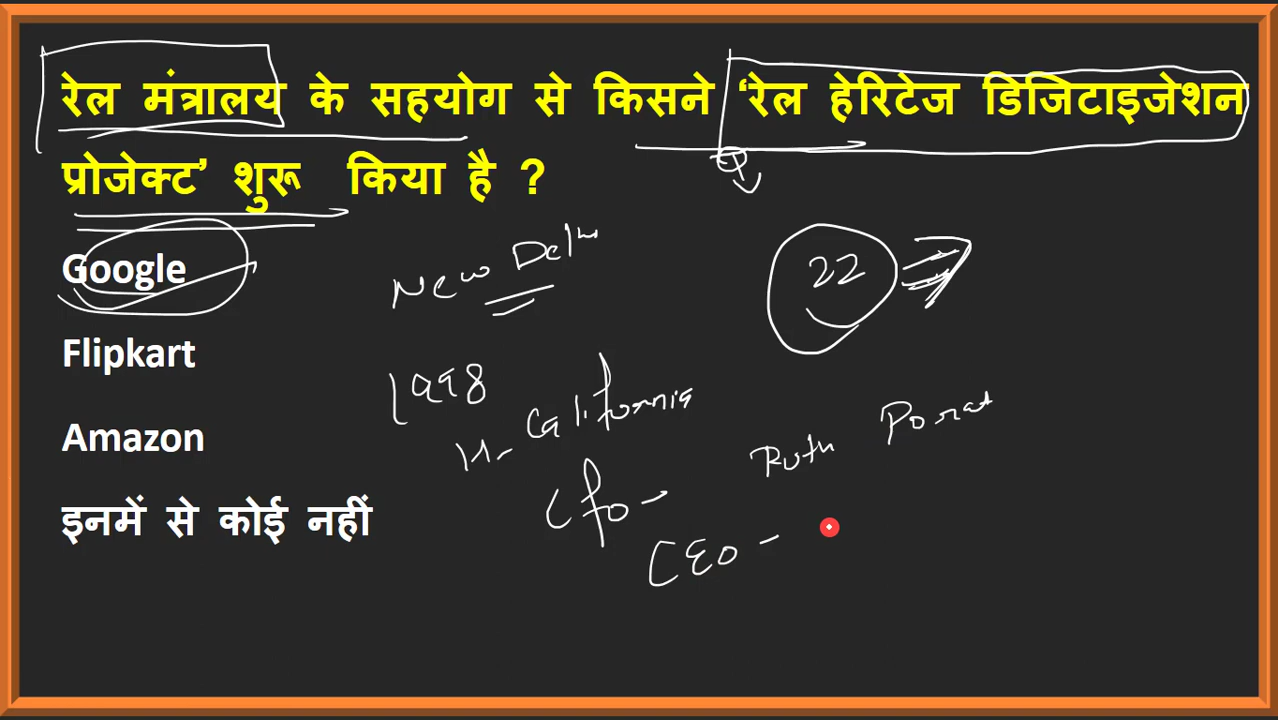 रेल मंत्रालय के सहयोग से किसने ‘रेल हेरिटेज डिजिटाइजेशन
प्रोजेक्ट’ शुरू किया है ?
Google
New Delhi
22
Flipkart
1998
H. California
Amazon
Ruth Porat
CFO -
इनमें से कोई नहीं
CEO -